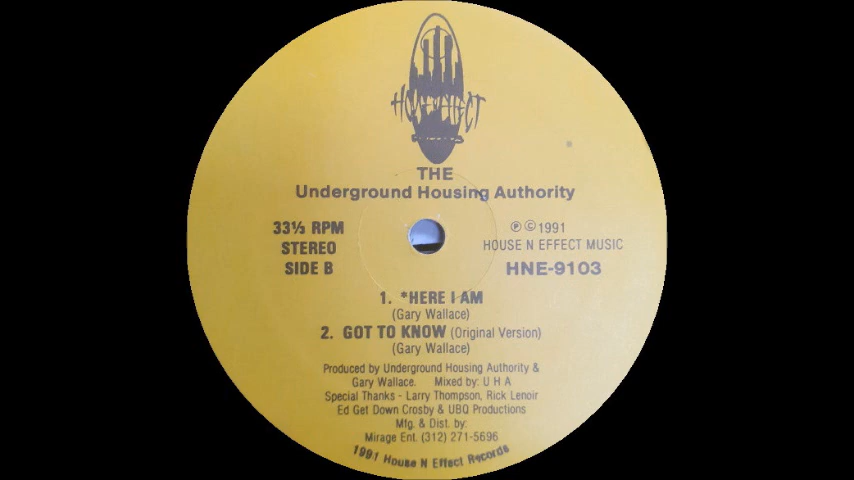 THE
Underground Housing Authority
33⅓ RPM
STEREO
SIDE B
℗ © 1991
HOUSE N EFFECT MUSIC
HNE-9103
1. *HERE I AM
(Gary Wallace)
2. GOT TO KNOW (Original Version)
(Gary Wallace)
Produced by Underground Housing Authority &
Gary Wallace. Mixed by: U H A
Special Thanks - Larry Thompson, Rick Lenoir
Ed Get Down Crosby & UBQ Productions
Mfg. & Dist. by:
Mirage Ent. (312) 271-5696
1991 House N Effect Records